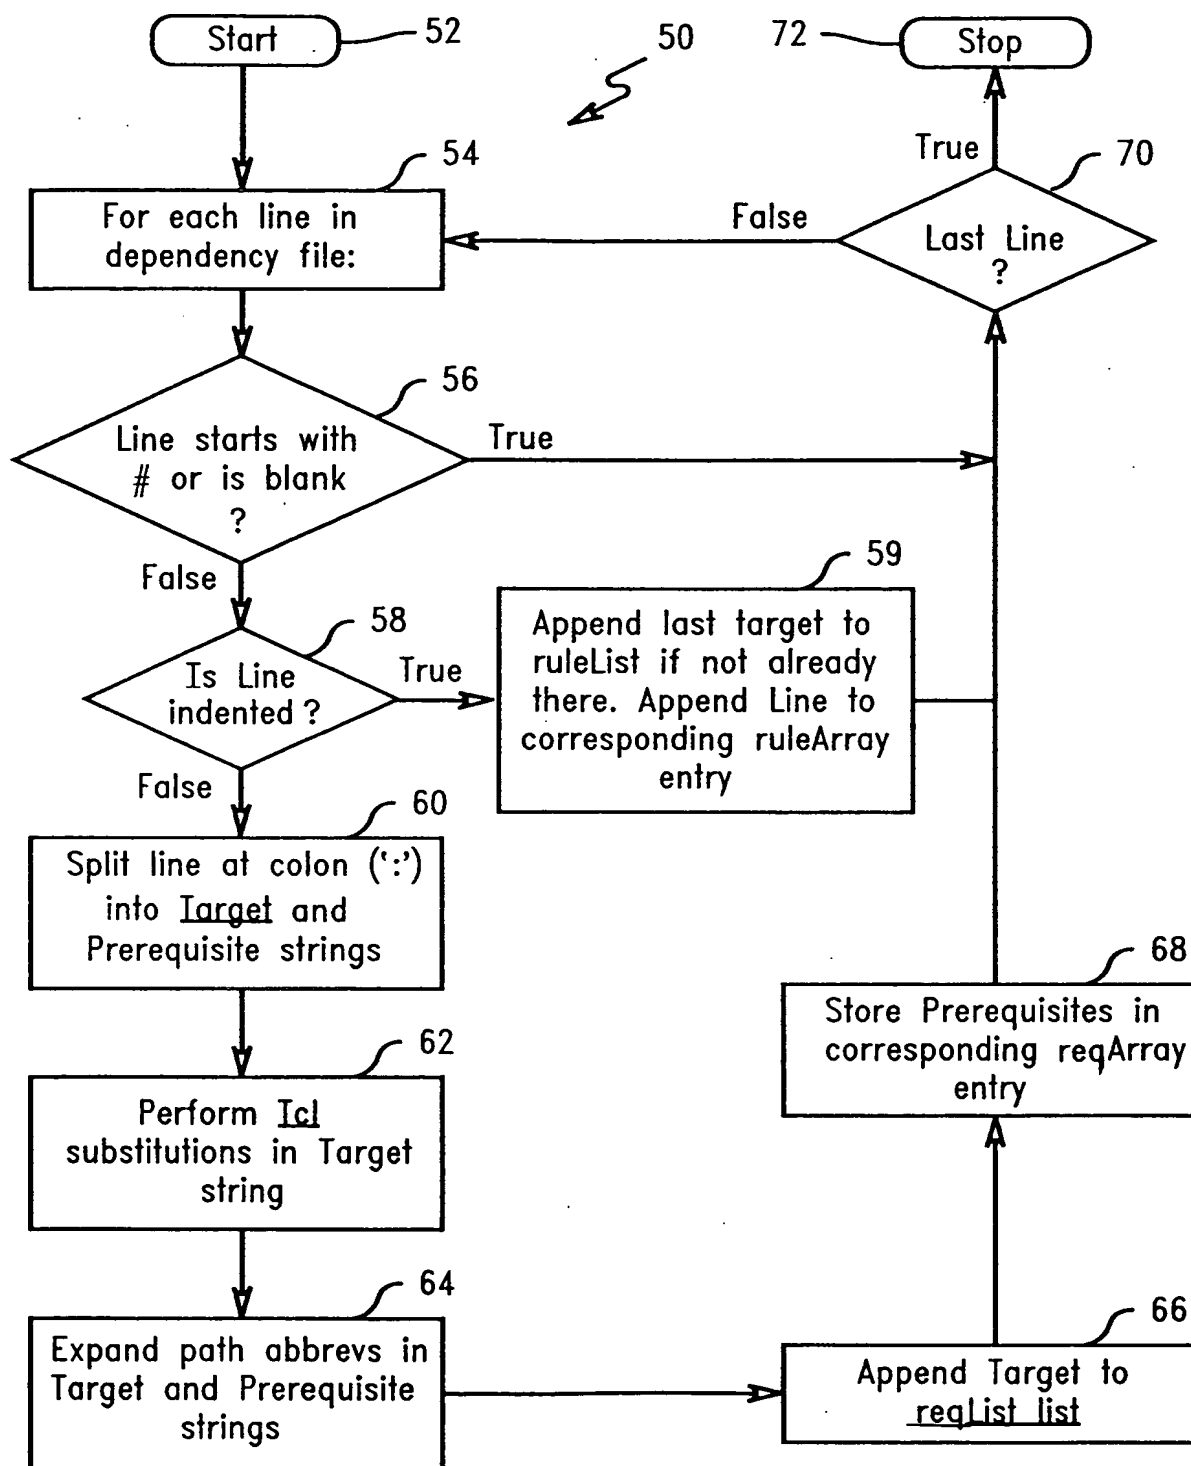 Start
52
50
72
Stop
54
For each line in
dependency file:
True
70
False
Last Line
?
56
Line starts with
# or is blank
?
True
False
58
Is Line
indented ?
True
59
Append last target to
ruleList if not already
there. Append Line to
corresponding ruleArray
entry
False
60
Split line at colon (':')
into Target and
Prerequisite strings
62
Perform Tcl
substitutions in Target
string
64
Expand path abbrevs in
Target and Prerequisite
strings
66
Append Target to
reqList list
68
Store Prerequisites in
corresponding reqArray
entry